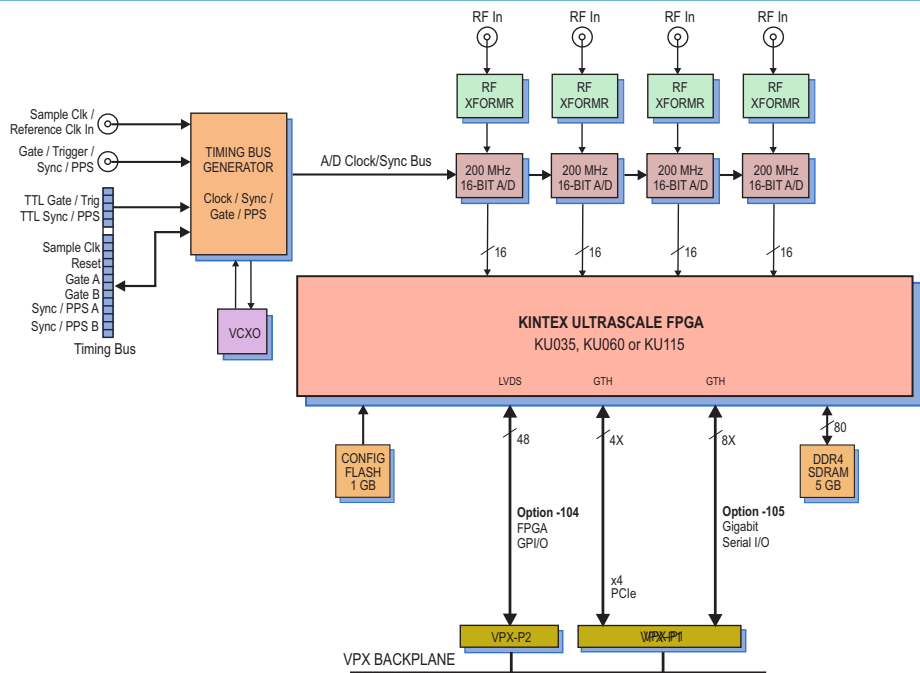 RF In
RF In
RF In
RF In
RF
XFORMR
RF
XFORMR
RF
XFORMR
RF
XFORMR
Sample Clk /
Reference Clk In
Gate / Trigger /
Sync / PPS
TTL Gate / Trig
TTL Sync / PPS
Sample Clk
Reset
Gate A
Gate B
Sync / PPS A
Sync / PPS B
Timing Bus
TIMING BUS
GENERATOR
Clock / Sync /
Gate / PPS
VCXO
A/D Clock/Sync Bus
200 MHz
16-BIT A/D
200 MHz
16-BIT A/D
200 MHz
16-BIT A/D
200 MHz
16-BIT A/D
16
16
16
16
KINTEX ULTRASCALE FPGA
KU035, KU060 or KU115
LVDS
GTH
GTH
48
4X
8X
80
CONFIG
FLASH
1 GB
DDR4
SDRAM
5 GB
Option -104
FPGA
GPI/O
Option -105
Gigabit
Serial I/O
x4
PCIe
VPX-P2
VPX-P1
VPX BACKPLANE